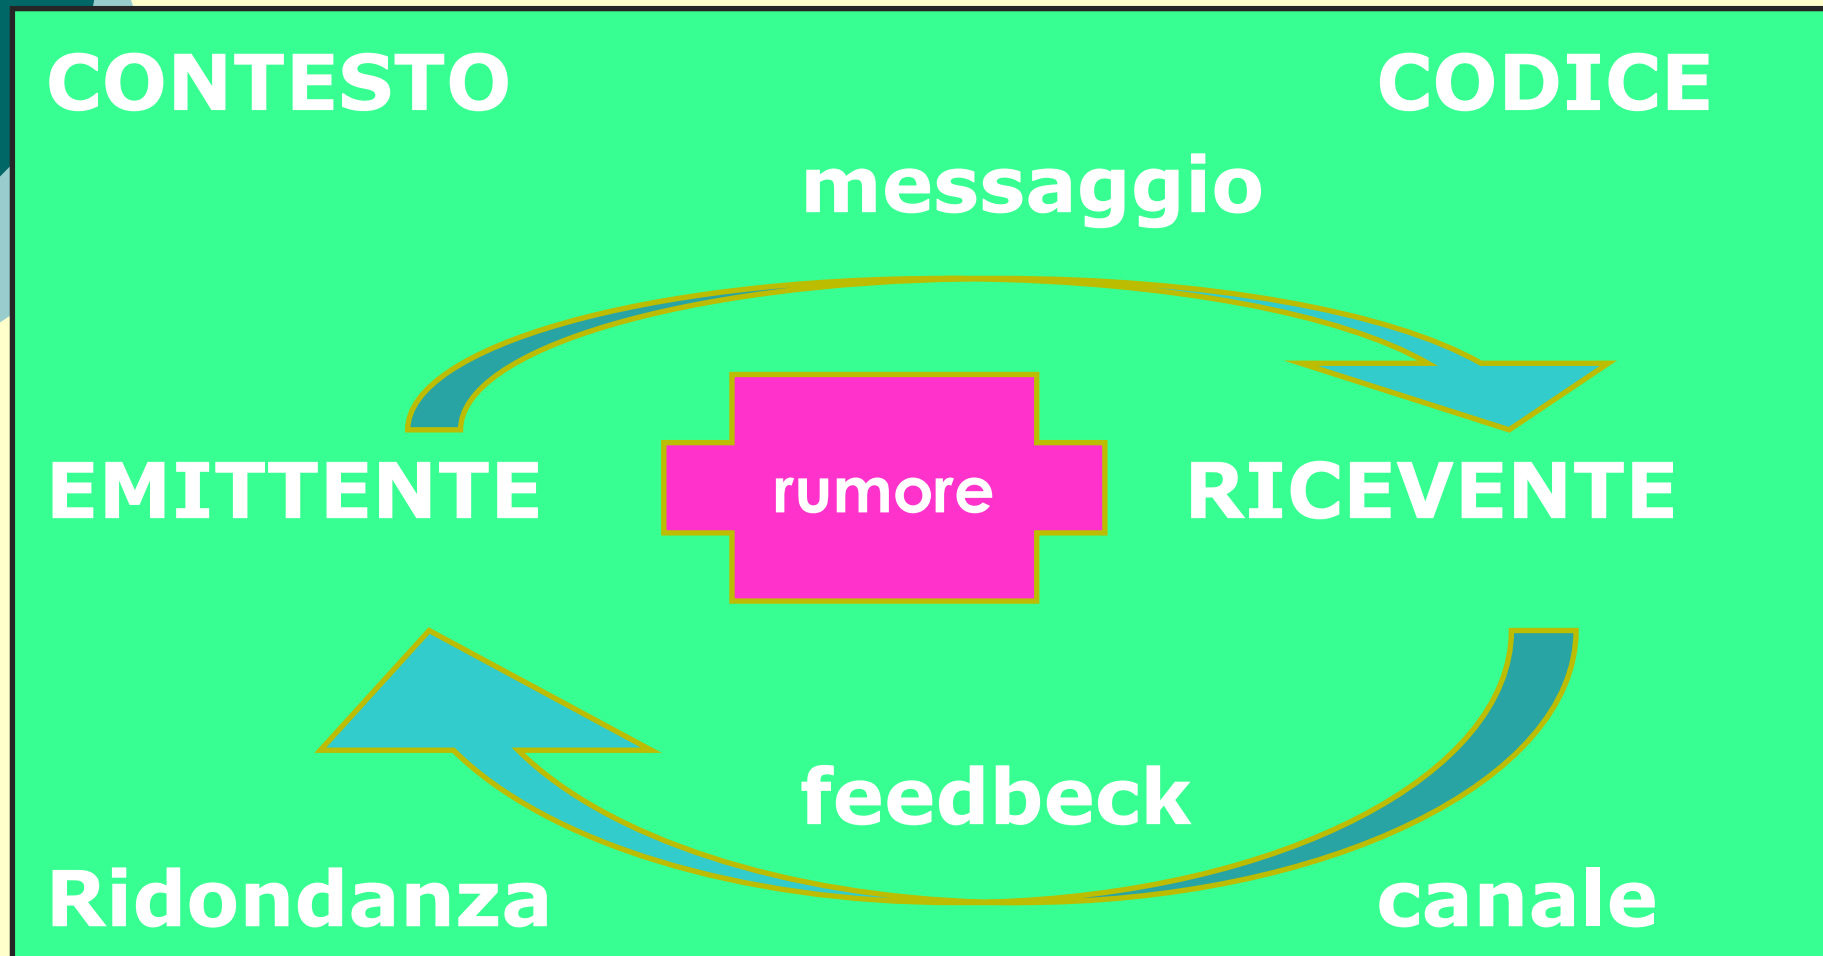 CONTESTO CODICE
messaggio
EMITTENTE rumore RICEVENTE
feedbeck
Ridondanza canale